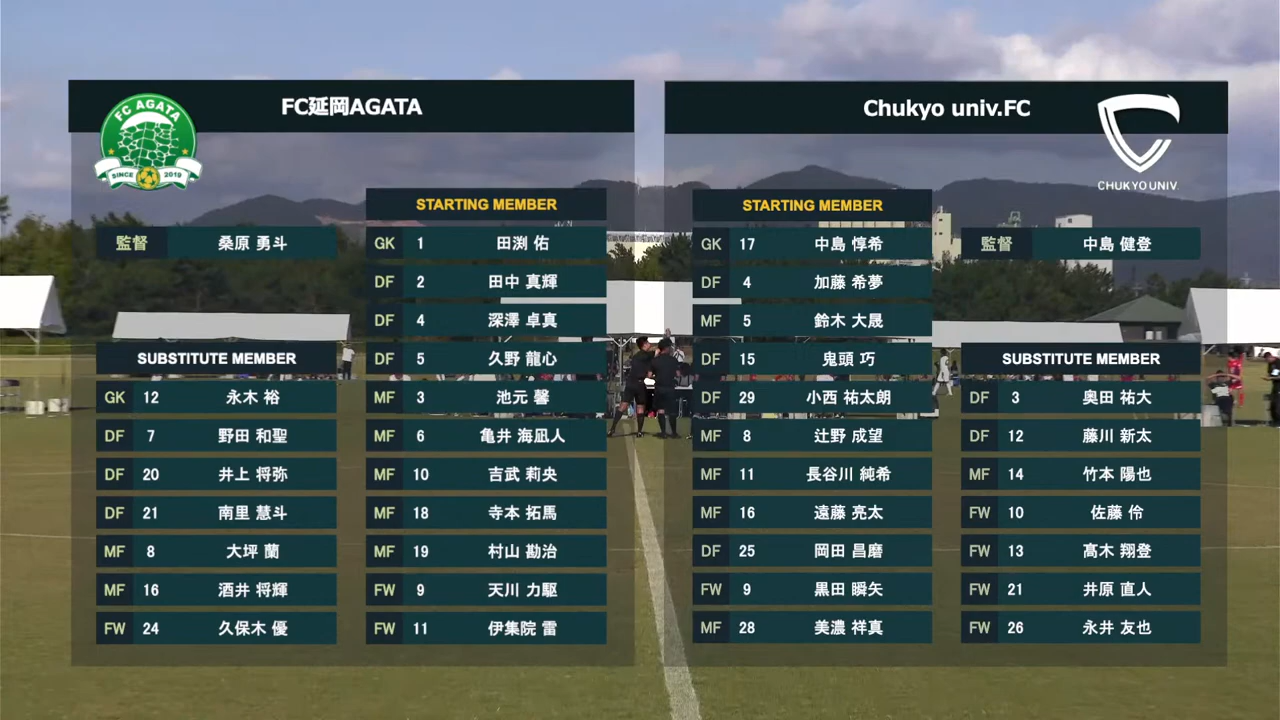 FC延岡AGATA
FC AGATA
SINCE 2019
監督 桑原 勇斗
STARTING MEMBER
GK 1 田渕 佑
DF 2 田中 真輝
DF 4 深澤 卓真
DF 5 久野 龍心
MF 3 池元 馨
MF 6 亀井 海凪人
MF 10 吉武 莉央
MF 18 寺本 拓馬
MF 19 村山 勘治
FW 9 天川 力駆
FW 11 伊集院 雷
SUBSTITUTE MEMBER
GK 12 永木 裕
DF 7 野田 和聖
DF 20 井上 将弥
DF 21 南里 慧斗
MF 8 大坪 蘭
MF 16 酒井 将輝
FW 24 久保木 優
Chukyo univ.FC
CHUKYO UNIV.
STARTING MEMBER
GK 17 中島 惇希
DF 4 加藤 希夢
MF 5 鈴木 大晟
DF 15 鬼頭 巧
DF 29 小西 祐太朗
MF 8 辻野 成望
MF 11 長谷川 純希
MF 16 遠藤 亮太
DF 25 岡田 昌磨
FW 9 黒田 瞬矢
MF 28 美濃 祥真
監督 中島 健登
SUBSTITUTE MEMBER
DF 3 奥田 祐大
DF 12 藤川 新太
MF 14 竹本 陽也
FW 10 佐藤 伶
FW 13 髙木 翔登
FW 21 井原 直人
FW 26 永井 友也